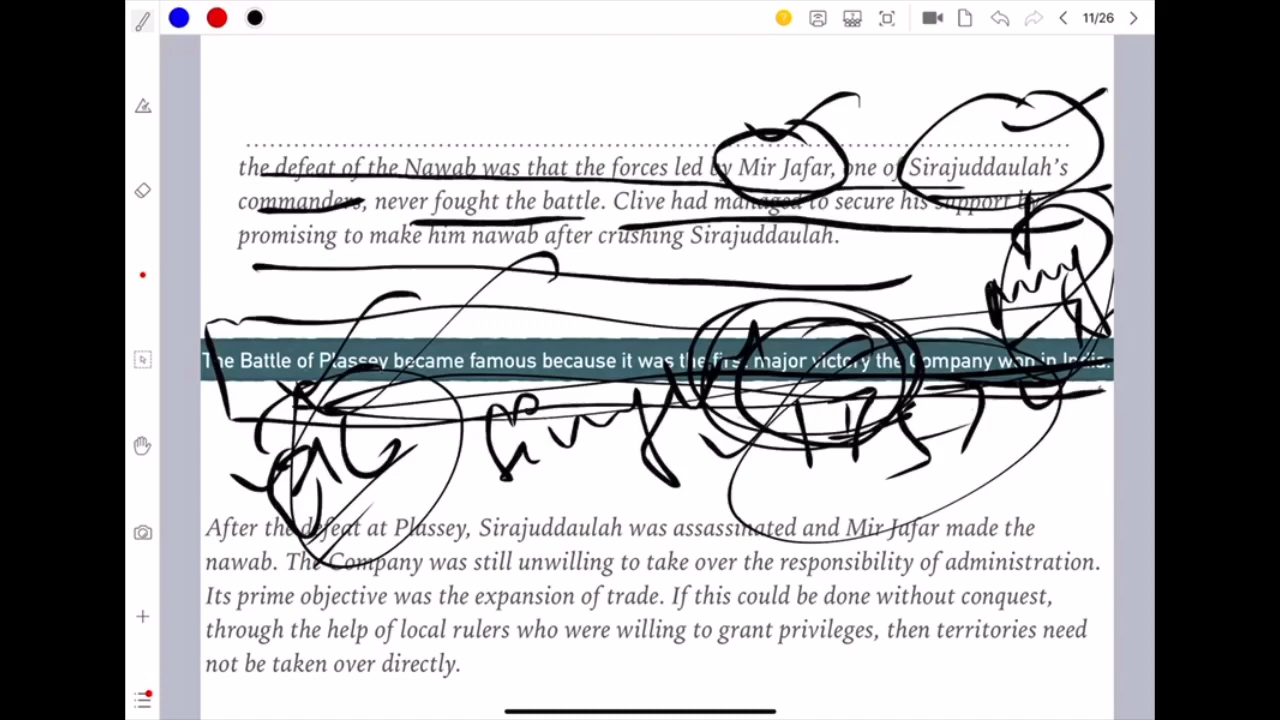 11/26
the defeat of the Nawab was that the forces led by Mir Jafar, one of Sirajuddaulah's
commanders, never fought the battle. Clive had managed to secure his support by
promising to make him nawab after crushing Sirajuddaulah.
The Battle of Plassey became famous because it was the first major victory the Company won in India.
1757
After the defeat at Plassey, Sirajuddaulah was assassinated and Mir Jafar made the
nawab. The Company was still unwilling to take over the responsibility of administration.
Its prime objective was the expansion of trade. If this could be done without conquest,
through the help of local rulers who were willing to grant privileges, then territories need
not be taken over directly.